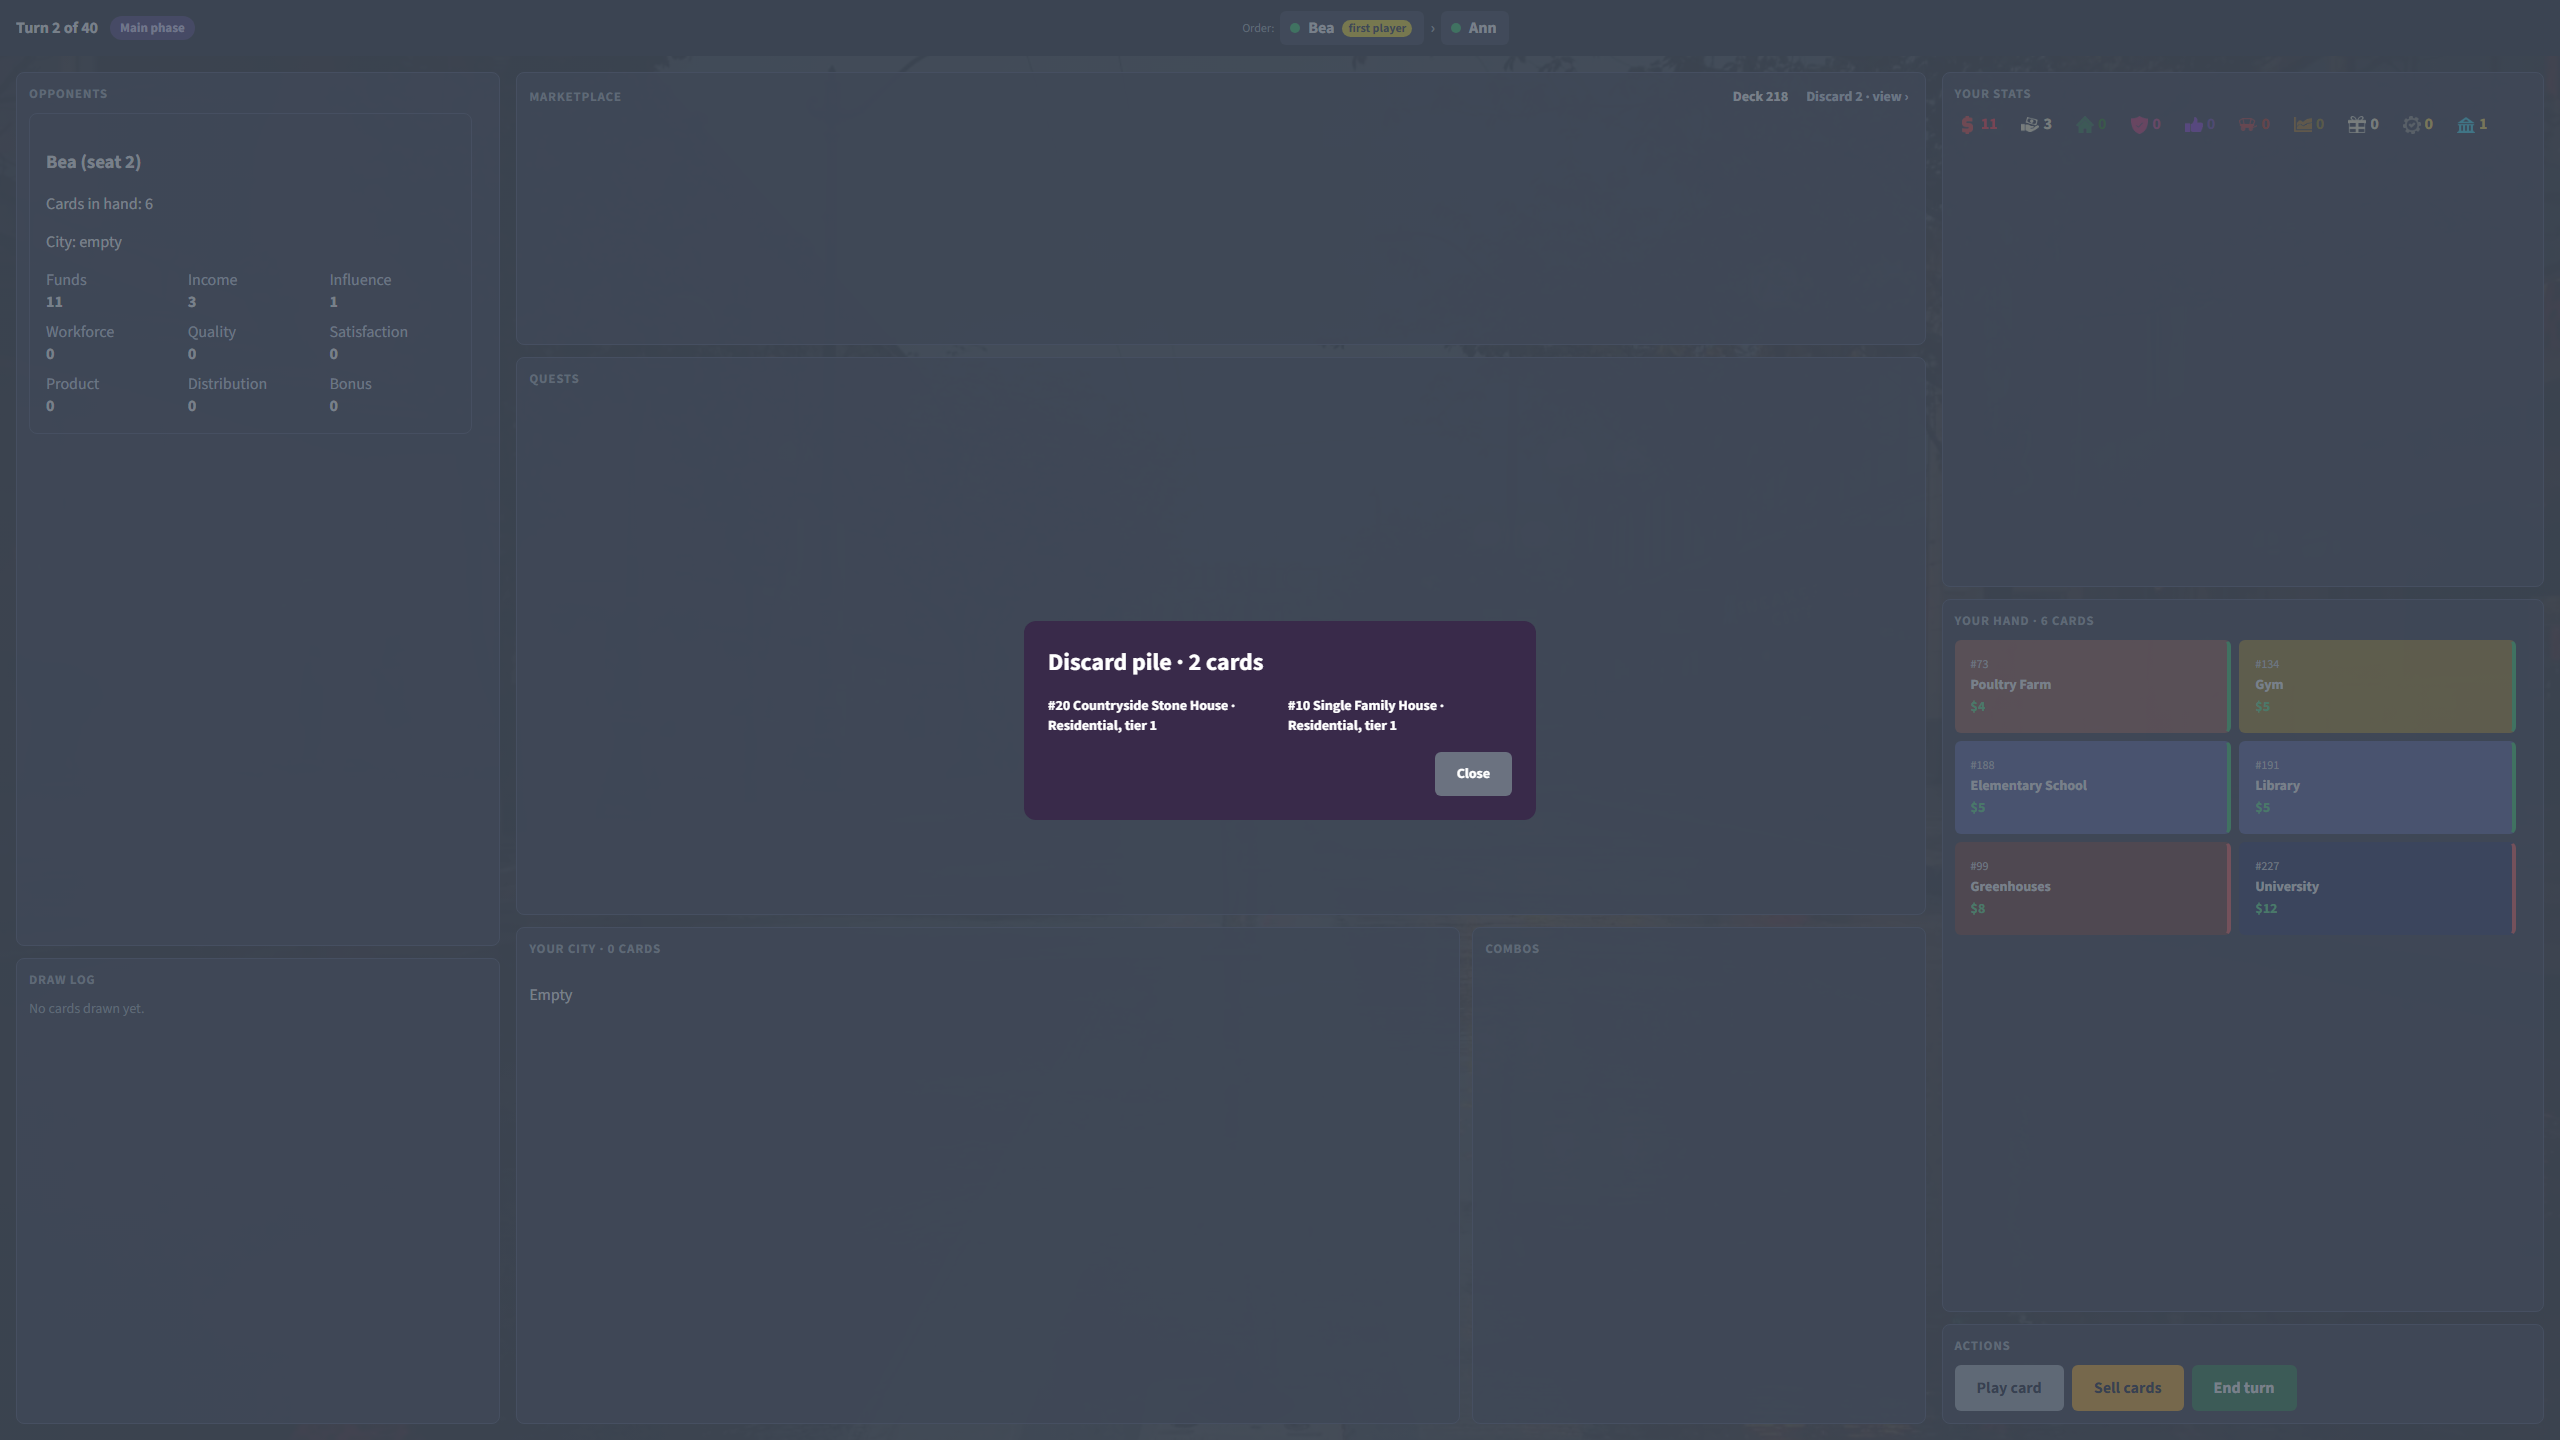 Turn 2 of 40 Main phase
Order: Bea first player › Ann
OPPONENTS
Bea (seat 2)
Cards in hand: 6
City: empty
Funds Income Influence
11 3 1
Workforce Quality Satisfaction
0 0 0
Product Distribution Bonus
0 0 0
DRAW LOG
No cards drawn yet.
MARKETPLACE
Deck 218 Discard 2 · view ›
QUESTS
Discard pile · 2 cards
#20 Countryside Stone House ·
Residential, tier 1
#10 Single Family House ·
Residential, tier 1
Close
YOUR CITY · 0 CARDS
Empty
COMBOS
YOUR STATS
$ 11 3 0 0 0 0 0 0 0 1
YOUR HAND · 6 CARDS
#73
Poultry Farm
$4
#134
Gym
$5
#188
Elementary School
$5
#191
Library
$5
#99
Greenhouses
$8
#227
University
$12
ACTIONS
Play card Sell cards End turn